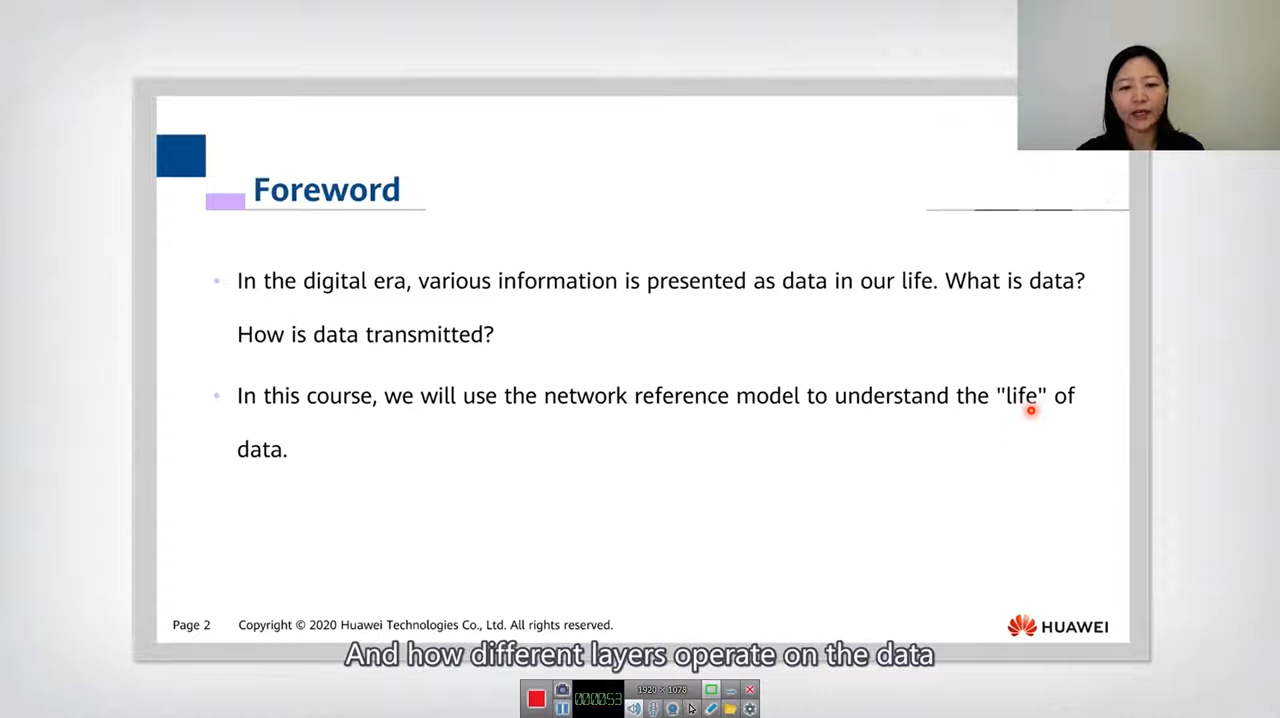 Foreword
In the digital era, various information is presented as data in our life. What is data?
How is data transmitted?
In this course, we will use the network reference model to understand the "life" of
data.
Page 2 Copyright © 2020 Huawei Technologies Co., Ltd. All rights reserved.
HUAWEI
And how different layers operate on the data
1920 x 1078
000053